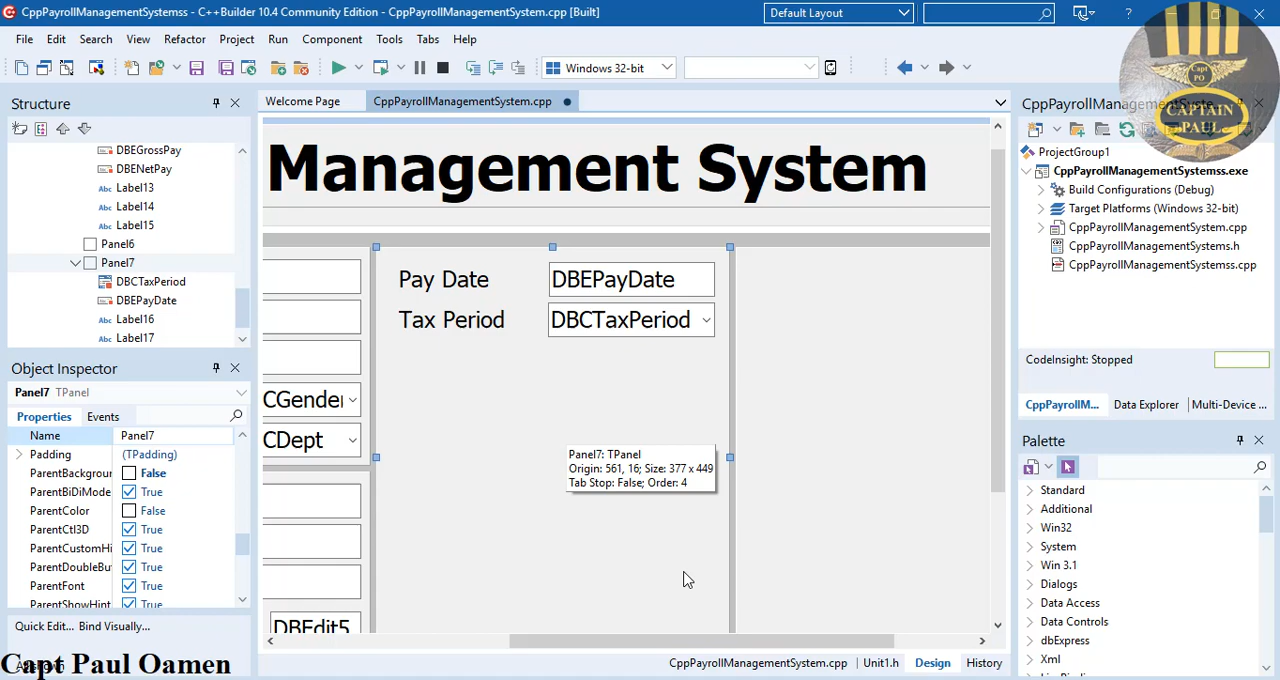 CppPayrollManagementSystemss - C++Builder 10.4 Community Edition - CppPayrollManagementSystem.cpp [Built]
Default Layout
File Edit Search View Refactor Project Run Component Tools Tabs Help
Windows 32-bit
CAPTAIN
PAUL
Structure
DBEGrossPay
DBENetPay
Label13
Label14
Label15
Panel6
Panel7
DBCTaxPeriod
DBEPayDate
Label16
Label17
Object Inspector
Panel7 TPanel
Properties Events
Name Panel7
Padding (TPadding)
ParentBackgroun False
ParentBiDiMode True
ParentColor False
ParentCtl3D True
ParentCustomHi True
ParentDoubleBu True
ParentFont True
ParentShowHint True
Quick Edit... Bind Visually...
Capt Paul Oamen
Welcome Page CppPayrollManagementSystem.cpp
Management System
Pay Date DBEPayDate
Tax Period DBCTaxPeriod
CGender
CDept
DBEdit5
Panel7: TPanel
Origin: 561, 16; Size: 377 x 449
Tab Stop: False; Order: 4
CppPayrollManagementSystem.cpp Unit1.h Design History
CppPayrollManagementSyste
ProjectGroup1
CppPayrollManagementSystemss.exe
Build Configurations (Debug)
Target Platforms (Windows 32-bit)
CppPayrollManagementSystem.cpp
CppPayrollManagementSystems.h
CppPayrollManagementSystemss.cpp
CodeInsight: Stopped
CppPayrollM... Data Explorer Multi-Device ...
Palette
Standard
Additional
Win32
System
Win 3.1
Dialogs
Data Access
Data Controls
dbExpress
Xml